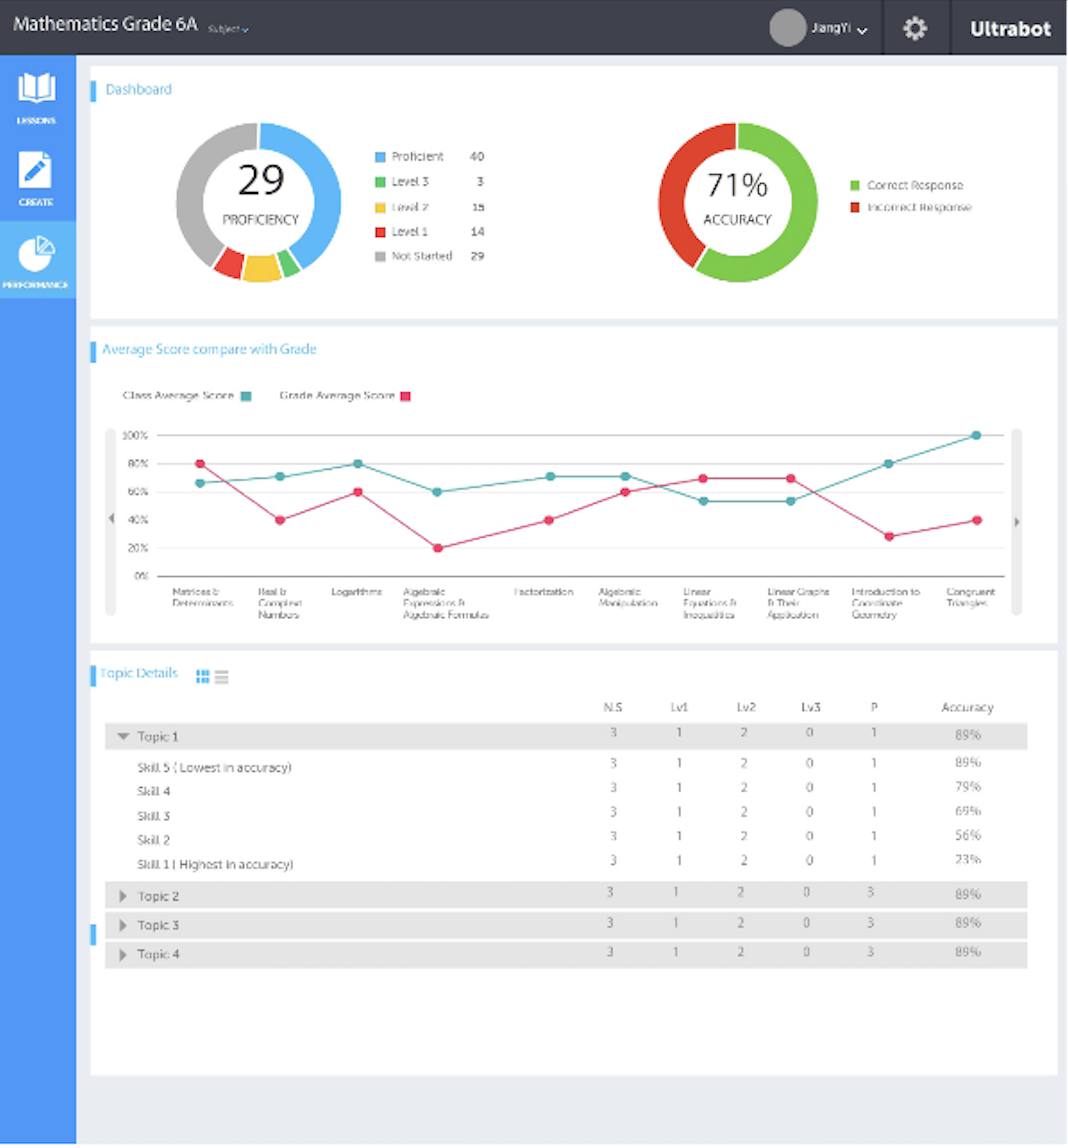 Mathematics Grade 6A Subject
JiangYi
Ultrabot
LESSONS
CREATE
PERFORMANCE
Dashboard
29
PROFICIENCY
Proficient 40
Level 3 3
Level 2 15
Level 1 14
Not Started 29
71%
ACCURACY
Correct Response
Incorrect Response
Average Score compare with Grade
Class Average Score
Grade Average Score
100%
80%
60%
40%
20%
0%
Matrices &
Determinants
Real &
Complext
Numbers
Logarithms
Algebraic
Expressions &
Algebraic Formulas
Factorization
Algebraic
Manipulation
Linear
Equations &
Inequalities
Linear Graphs
& Their
Application
Introduction to
Coordinate
Geometry
Congruent
Triangles
Topic Details
N.S Lv1 Lv2 Lv3 P Accuracy
Topic 1 3 1 2 0 1 89%
Skill 5 ( Lowest in accuracy) 3 1 2 0 1 89%
Skill 4 3 1 2 0 1 79%
Skill 3 3 1 2 0 1 69%
Skill 2 3 1 2 0 1 56%
Skill 1 ( Highest in accuracy) 3 1 2 0 1 23%
Topic 2 3 1 2 0 3 89%
Topic 3 3 1 2 0 3 89%
Topic 4 3 1 2 0 3 89%